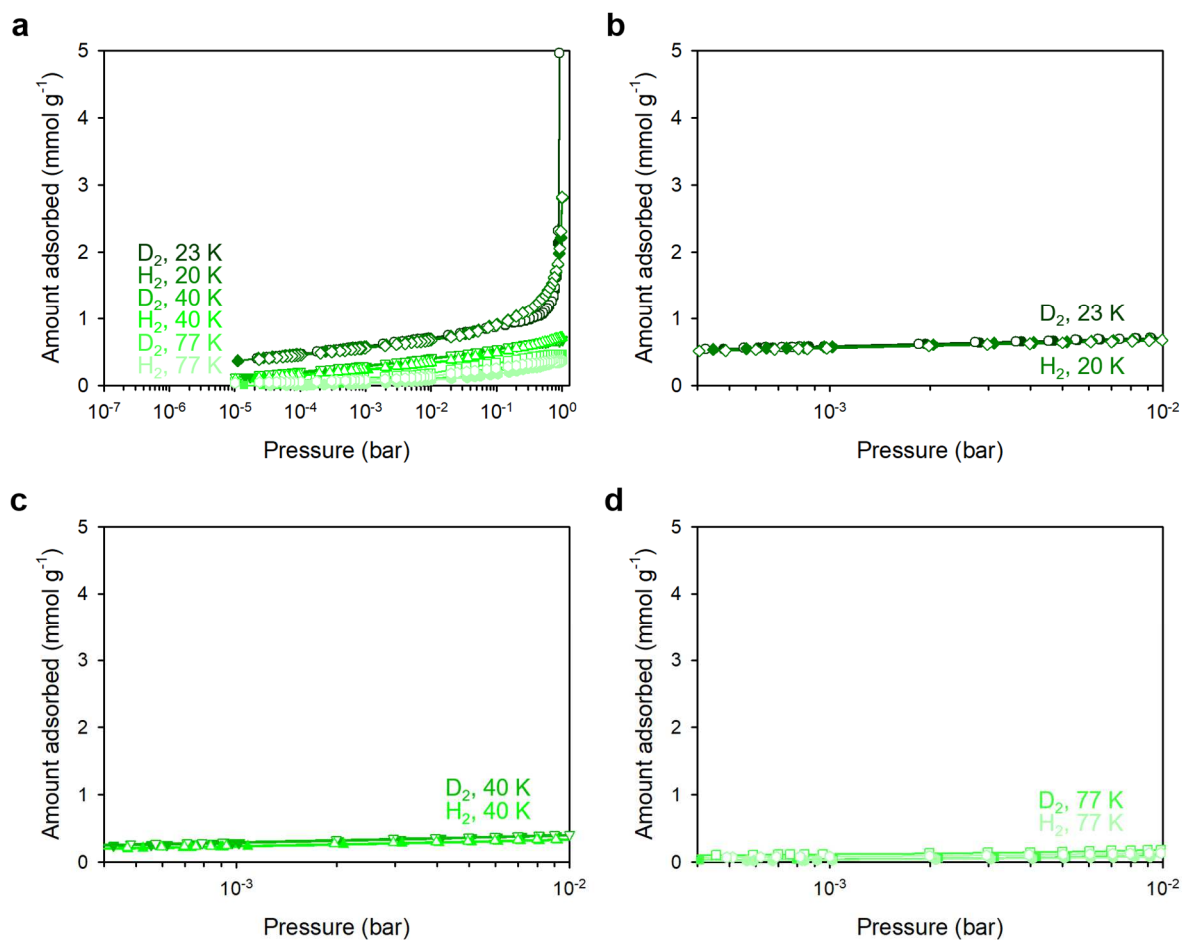 a
Amount adsorbed (mmol g⁻¹)
5
4
3
2
1
0
D₂, 23 K
H₂, 20 K
D₂, 40 K
H₂, 40 K
D₂, 77 K
H₂, 77 K
10⁻⁷ 10⁻⁶ 10⁻⁵ 10⁻⁴ 10⁻³ 10⁻² 10⁻¹ 10⁰
Pressure (bar)
b
Amount adsorbed (mmol g⁻¹)
5
4
3
2
1
0
D₂, 23 K
H₂, 20 K
10⁻³ 10⁻²
Pressure (bar)
c
Amount adsorbed (mmol g⁻¹)
5
4
3
2
1
0
D₂, 40 K
H₂, 40 K
10⁻³ 10⁻²
Pressure (bar)
d
Amount adsorbed (mmol g⁻¹)
5
4
3
2
1
0
D₂, 77 K
H₂, 77 K
10⁻³ 10⁻²
Pressure (bar)